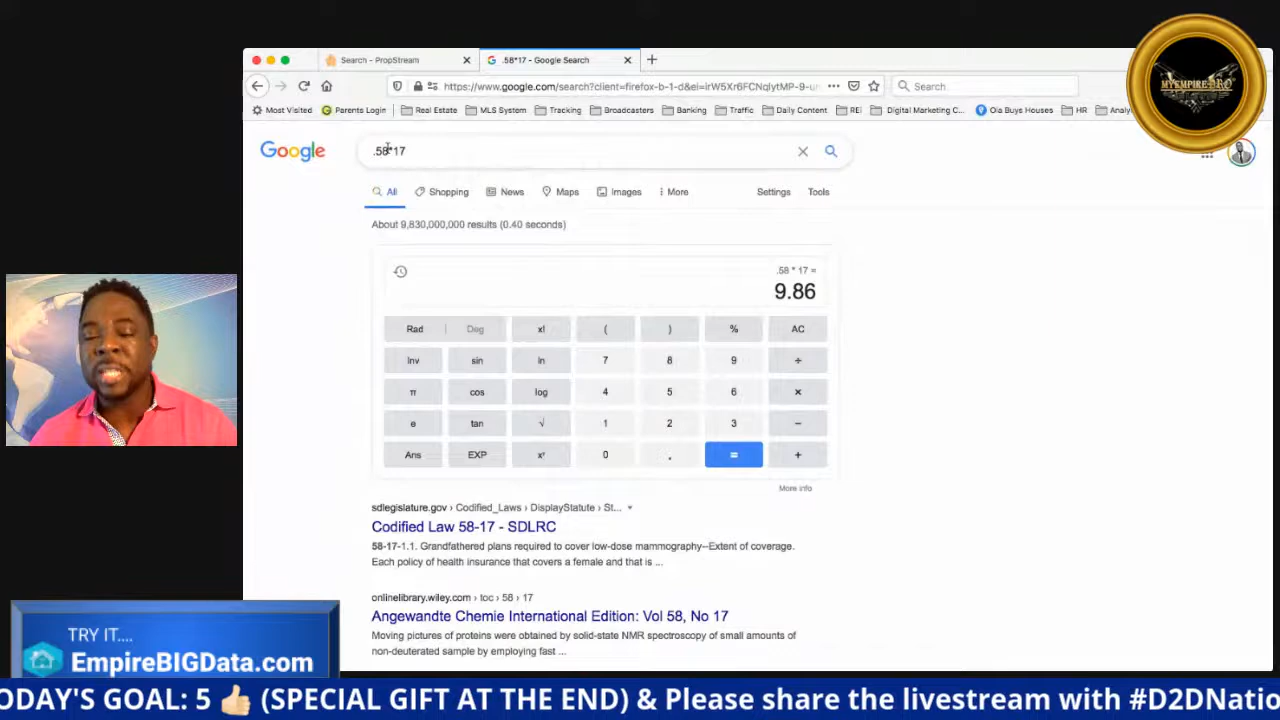 Search - PropStream
.58*17 - Google Search
https://www.google.com/search?client=firefox-b-1-d&ei=irW5Xr6FCNqIytMP-9-ur
Search
Most Visited
Parents Login
Real Estate
MLS System
Tracking
Broadcasters
Banking
Traffic
Daily Content
REI
Digital Marketing C...
Ola Buys Houses
HR
Analy
MYEMPIREPRO
Google
.58*17
All
Shopping
News
Maps
Images
More
Settings
Tools
About 9,830,000,000 results (0.40 seconds)
.58 * 17 =
9.86
Rad
Deg
x!
(
)
%
AC
Inv
sin
ln
7
8
9
÷
π
cos
log
4
5
6
×
e
tan
√
1
2
3
−
Ans
EXP
xʸ
0
.
=
+
More info
sdlegislature.gov › Codified_Laws › DisplayStatute › St...
Codified Law 58-17 - SDLRC
58-17-1.1. Grandfathered plans required to cover low-dose mammography--Extent of coverage.
Each policy of health insurance that covers a female and that is ...
onlinelibrary.wiley.com › toc › 58 › 17
Angewandte Chemie International Edition: Vol 58, No 17
Moving pictures of proteins were obtained by solid-state NMR spectroscopy of small amounts of
non-deuterated sample by employing fast ...
TRY IT....
EmpireBIGData.com
ODAY'S GOAL: 5 👍🏼 (SPECIAL GIFT AT THE END) & Please share the livestream with #D2DNatio